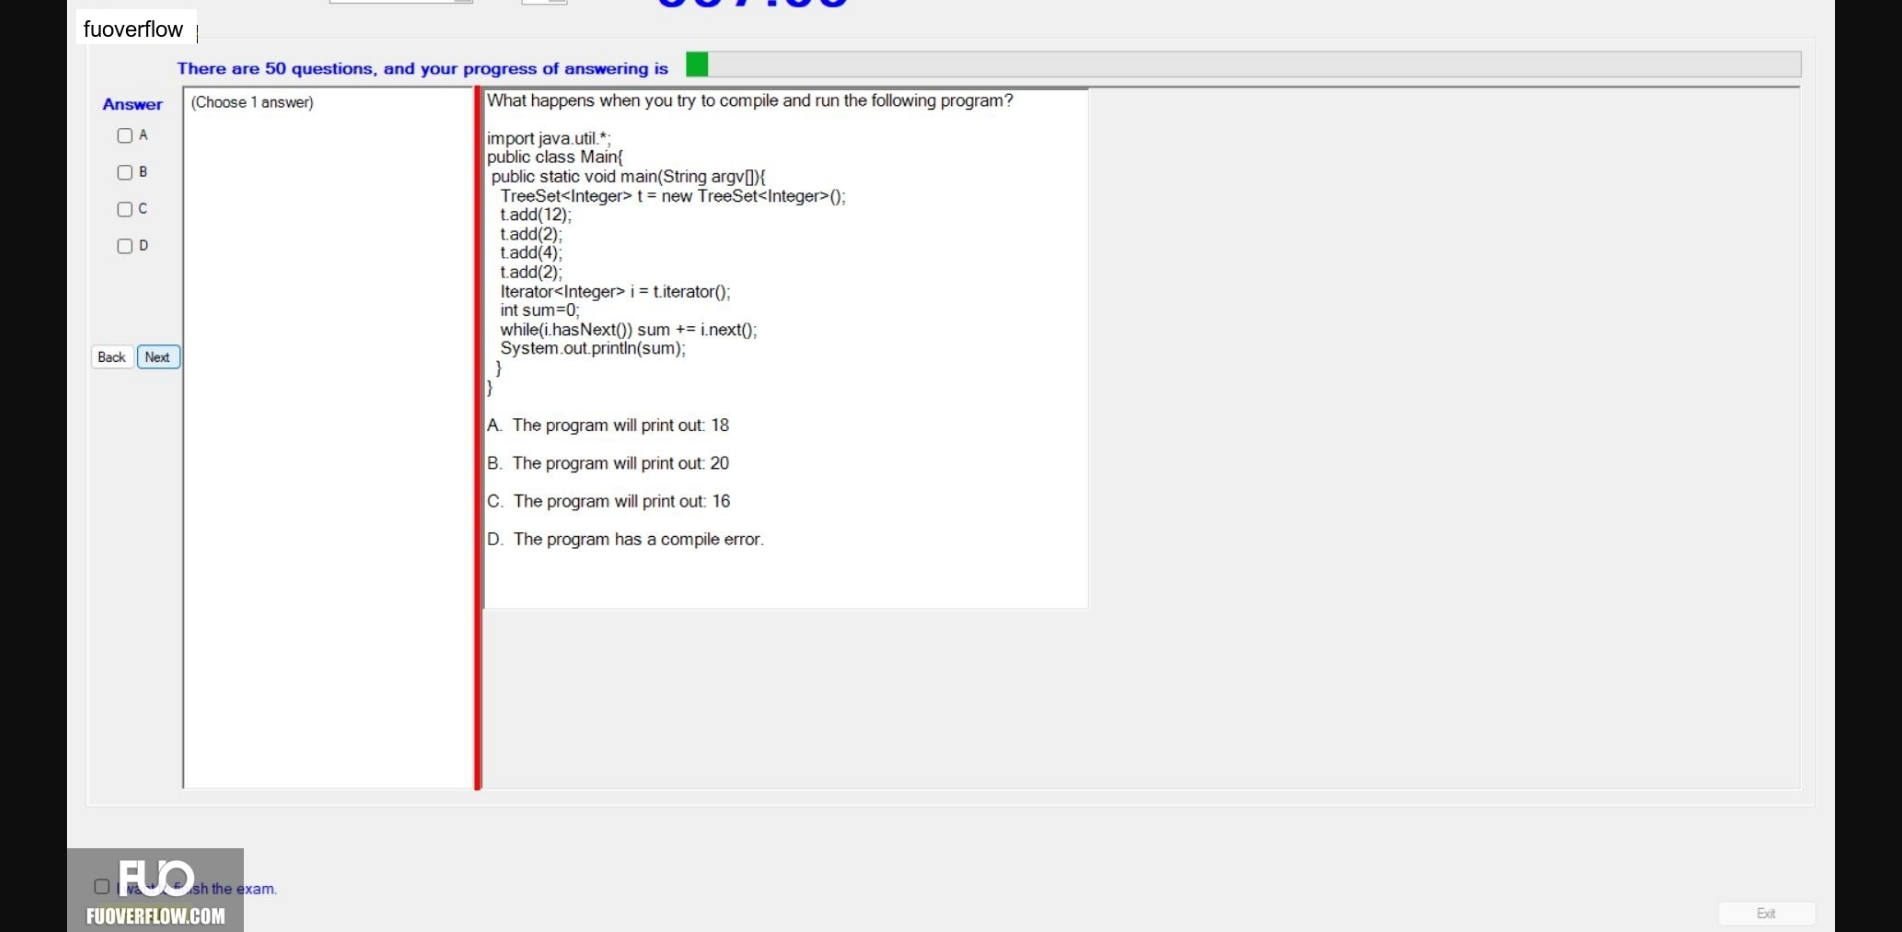 fuoverflow
There are 50 questions, and your progress of answering is
Answer
(Choose 1 answer)
A
B
C
D
Back
Next
What happens when you try to compile and run the following program?
import java.util.*;
public class Main{
public static void main(String argv[]){
TreeSet<Integer> t = new TreeSet<Integer>();
t.add(12);
t.add(2);
t.add(4);
t.add(2);
Iterator<Integer> i = t.iterator();
int sum=0;
while(i.hasNext()) sum += i.next();
System.out.println(sum);
}
}
A. The program will print out: 18
B. The program will print out: 20
C. The program will print out: 16
D. The program has a compile error.
FUO
the exam.
FUOVERFLOW.COM
Exit